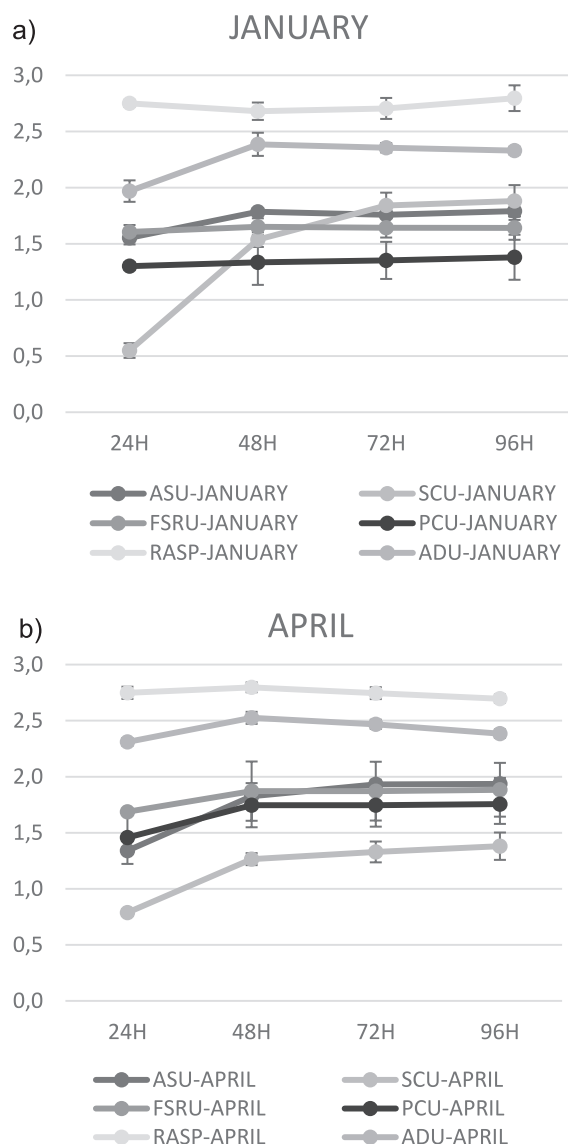 a)
JANUARY
3,0
2,5
2,0
1,5
1,0
0,5
0,0
24H 48H 72H 96H
ASU-JANUARY SCU-JANUARY
FSRU-JANUARY PCU-JANUARY
RASP-JANUARY ADU-JANUARY
b)
APRIL
3,0
2,5
2,0
1,5
1,0
0,5
0,0
24H 48H 72H 96H
ASU-APRIL SCU-APRIL
FSRU-APRIL PCU-APRIL
RASP-APRIL ADU-APRIL